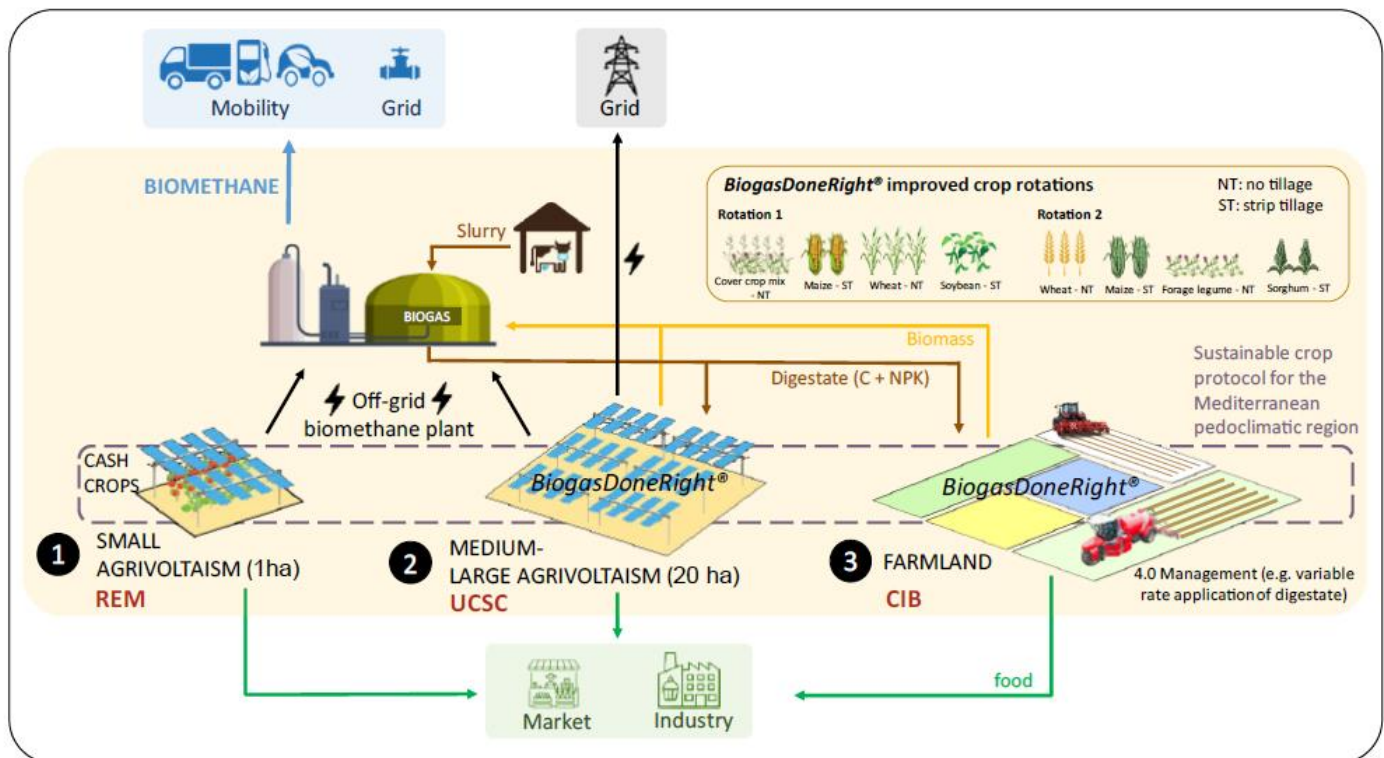 Mobility
Grid
Grid
BIOMETHANE
Slurry
BIOGAS
BiogasDoneRight® improved crop rotations
NT: no tillage
ST: strip tillage
Rotation 1
Rotation 2
Cover crop mix
- NT
Maize - ST
Wheat - NT
Soybean - ST
Wheat - NT
Maize - ST
Forage legume - NT
Sorghum - ST
Biomass
Digestate (C + NPK)
Sustainable crop
protocol for the
Mediterranean
pedoclimatic region
Off-grid
biomethane plant
CASH
CROPS
BiogasDoneRight®
BiogasDoneRight®
1
SMALL
AGRIVOLTAISM (1ha)
REM
2
MEDIUM-
LARGE AGRIVOLTAISM (20 ha)
UCSC
3
FARMLAND
CIB
4.0 Management (e.g. variable
rate application of digestate)
food
Market
Industry